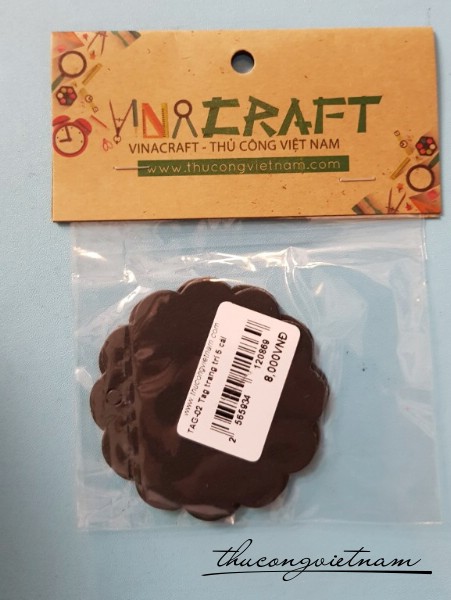 VINACRAFT
VINACRAFT - THỦ CÔNG VIỆT NAM
www.thucongvietnam.com
www.thucongvietnam.com
TAG-02 Tag trang trí 5 cái
2 565934 120869
8,000VNĐ
thucongvietnam